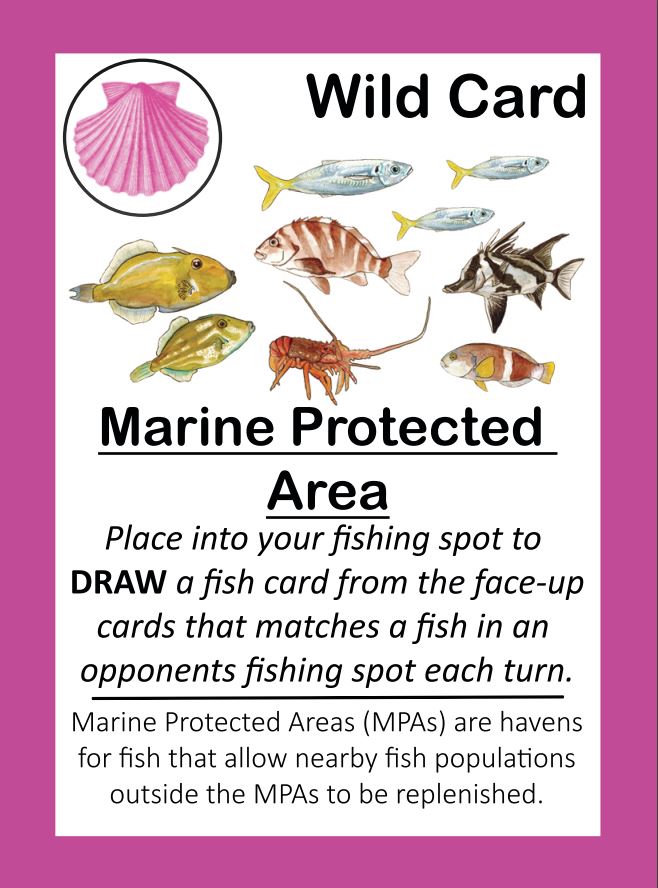 Wild Card
Marine Protected
Area
Place into your fishing spot to
DRAW a fish card from the face-up
cards that matches a fish in an
opponents fishing spot each turn.
Marine Protected Areas (MPAs) are havens
for fish that allow nearby fish populations
outside the MPAs to be replenished.